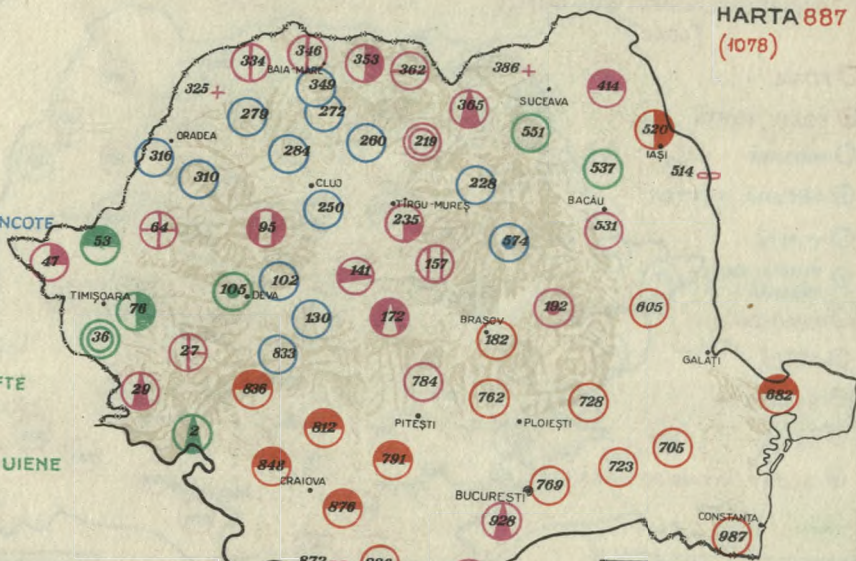 HARTA 887
(1078)
334
346
BAIA-MARE
353
362
386
325
349
365
SUCEAVA
414
279
272
551
520
ORADEA
260
219
IAȘI
316
284
537
514
310
CLUJ
228
BACĂU
250
TÎRGU-MUREȘ
NCOTE
64
95
235
531
53
574
47
141
157
105
102
DEVA
TIMIȘOARA
76
130
172
192
605
BRAȘOV
182
36
27
833
GALAȚI
FTE
29
836
784
762
728
682
PITEȘTI
PLOIEȘTI
2
812
UIENE
848
791
723
705
CRAIOVA
769
BUCUREȘTI
876
928
CONSTANȚA
987